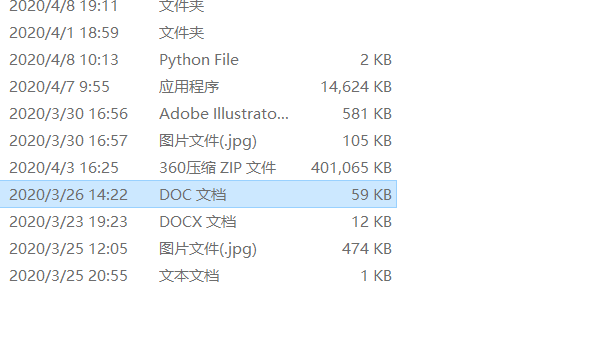 2020/4/8 19:11 文件夹
2020/4/1 18:59 文件夹
2020/4/8 10:13 Python File 2 KB
2020/4/7 9:55 应用程序 14,624 KB
2020/3/30 16:56 Adobe Illustrato... 581 KB
2020/3/30 16:57 图片文件(.jpg) 105 KB
2020/4/3 16:25 360压缩 ZIP 文件 401,065 KB
2020/3/26 14:22 DOC 文档 59 KB
2020/3/23 19:23 DOCX 文档 12 KB
2020/3/25 12:05 图片文件(.jpg) 474 KB
2020/3/25 20:55 文本文档 1 KB